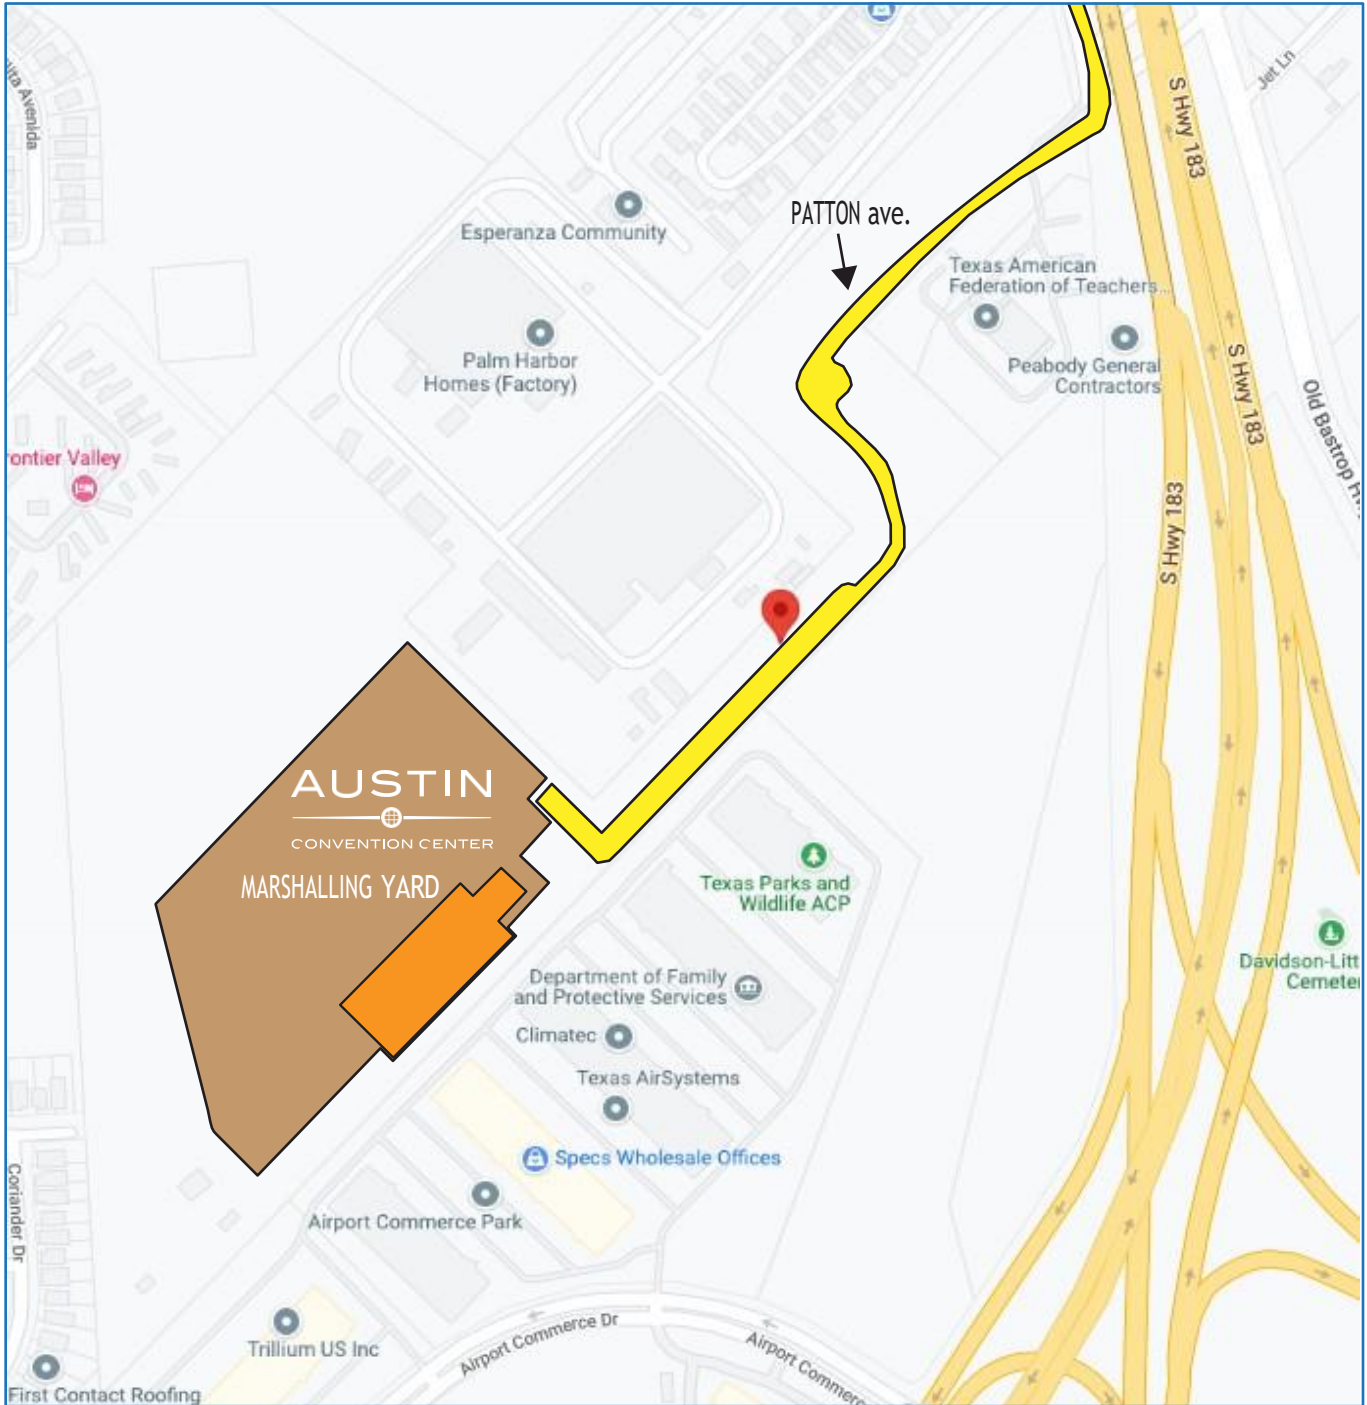 Jet Ln
S Hwy 183
PATTON ave.
Esperanza Community
Texas American
Federation of Teachers...
Palm Harbor
Homes (Factory)
Peabody General
Contractors
S Hwy 183
Old Bastrop
ontier Valley
S Hwy 183
AUSTIN
CONVENTION CENTER
MARSHALLING YARD
Texas Parks and
Wildlife ACP
Davidson-Litt
Cemeter
Department of Family
and Protective Services
Climatec
Texas AirSystems
Specs Wholesale Offices
Coriander Dr
Airport Commerce Park
Trillium US Inc
Airport Commerce Dr
Airport Commerc
First Contact Roofing